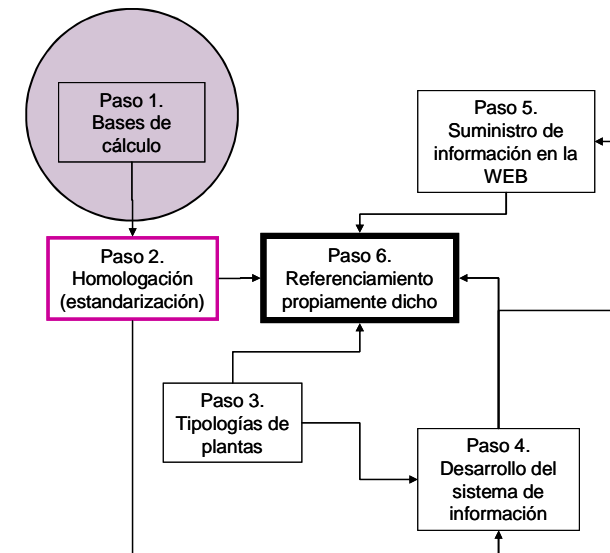 Paso 1.
Bases de
cálculo
Paso 5.
Suministro de
información en la
WEB
Paso 2.
Homologación
(estandarización)
Paso 6.
Referenciamiento
propiamente dicho
Paso 3.
Tipologías de
plantas
Paso 4.
Desarrollo del
sistema de
información